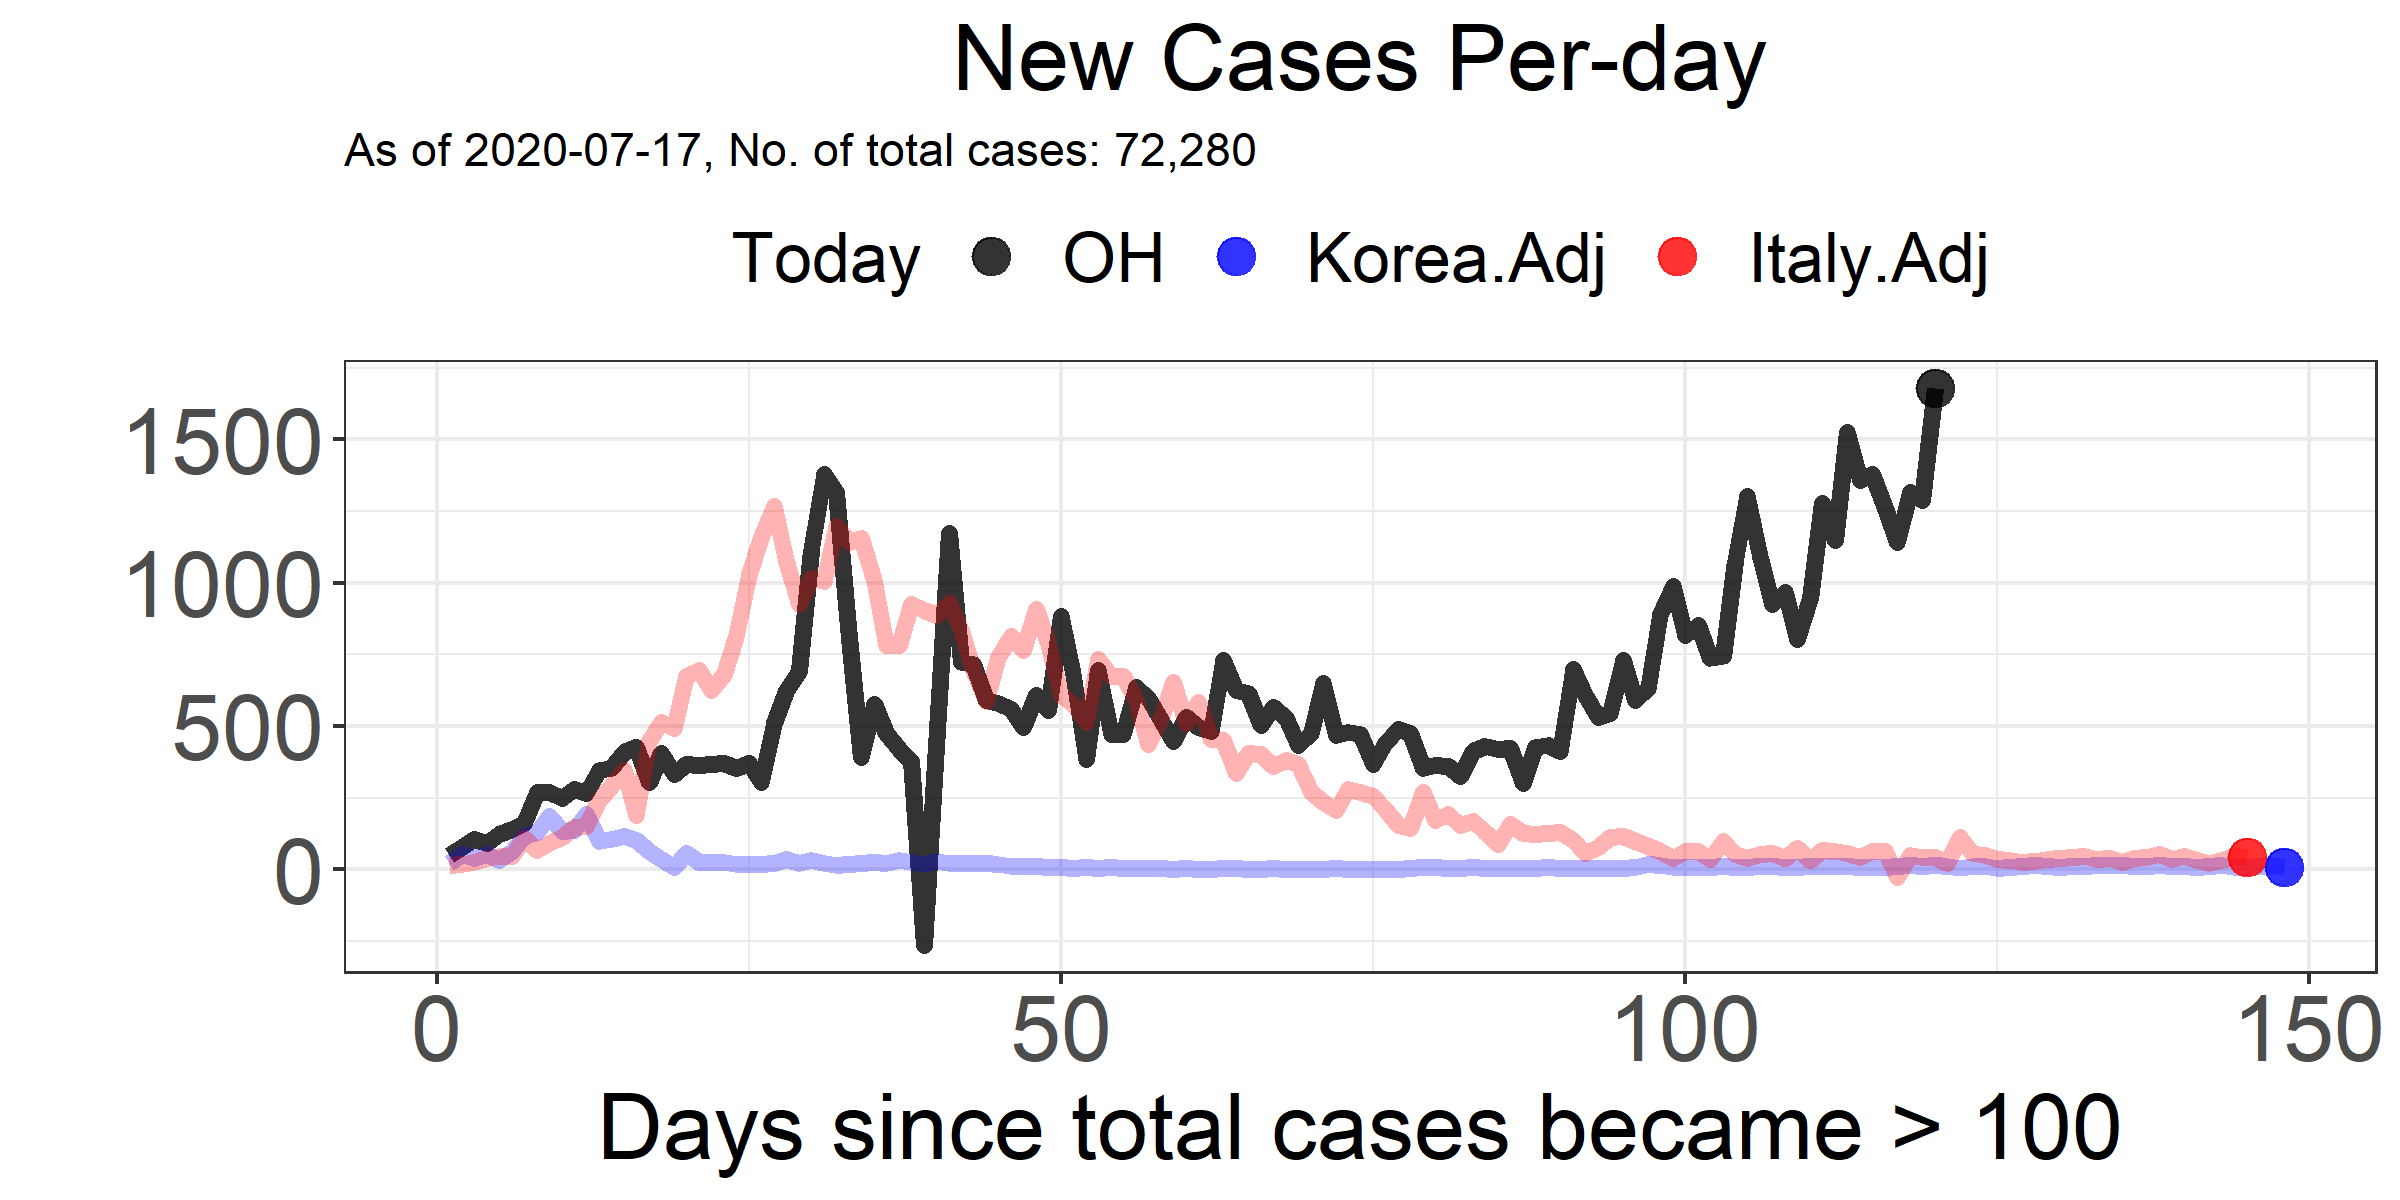 New Cases Per-day
As of 2020-07-17, No. of total cases: 72,280
Today OH Korea.Adj Italy.Adj
1500
1000
500
0
0 50 100 150
Days since total cases became > 100